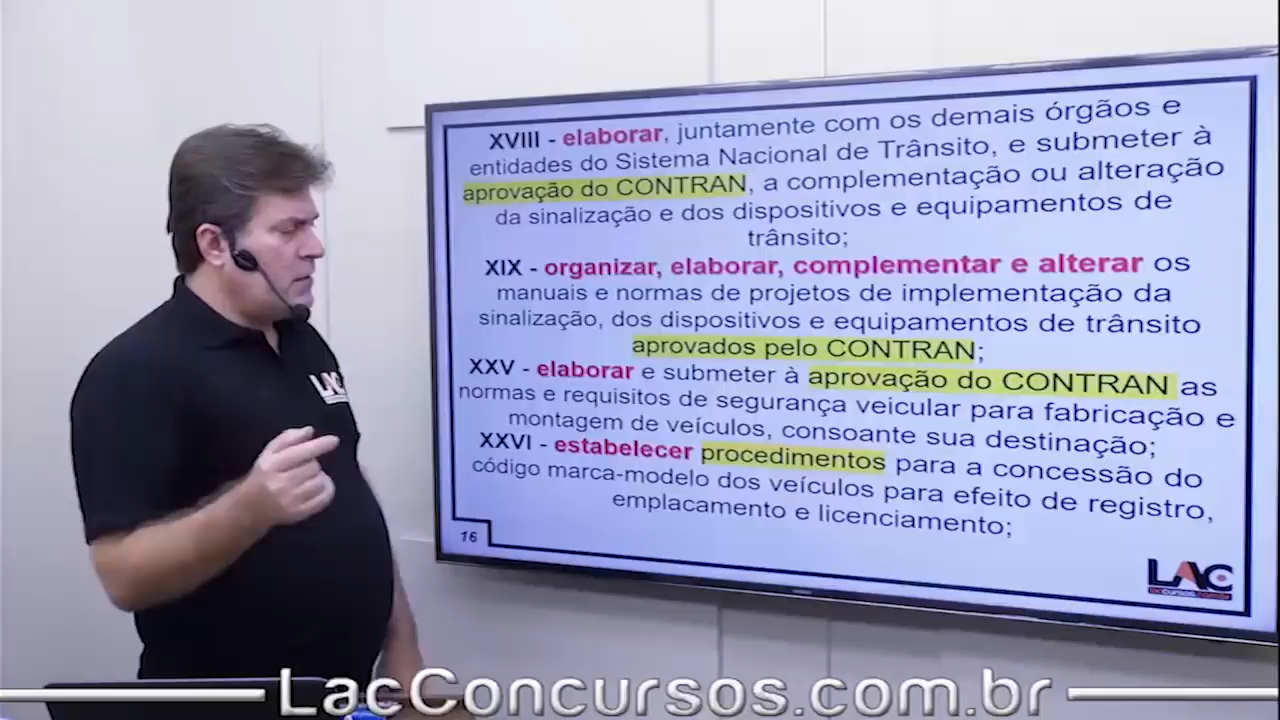 XVIII - elaborar, juntamente com os demais órgãos e
entidades do Sistema Nacional de Trânsito, e submeter à
aprovação do CONTRAN, a complementação ou alteração
da sinalização e dos dispositivos e equipamentos de
trânsito;
XIX - organizar, elaborar, complementar e alterar os
manuais e normas de projetos de implementação da
sinalização, dos dispositivos e equipamentos de trânsito
aprovados pelo CONTRAN;
XXV - elaborar e submeter à aprovação do CONTRAN as
normas e requisitos de segurança veicular para fabricação e
montagem de veículos, consoante sua destinação;
XXVI - estabelecer procedimentos para a concessão do
código marca-modelo dos veículos para efeito de registro,
emplacamento e licenciamento;
16
LAC
LAC
LacConcursos.com.br